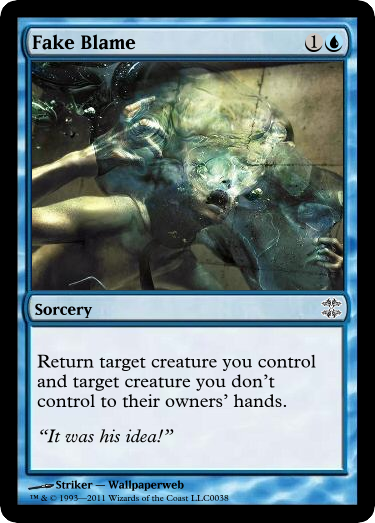 Fake Blame 1
Sorcery
Return target creature you control
and target creature you don't
control to their owners' hands.
"It was his idea!"
Striker — Wallpaperweb
™ & © 1993—2011 Wizards of the Coast LLC0038